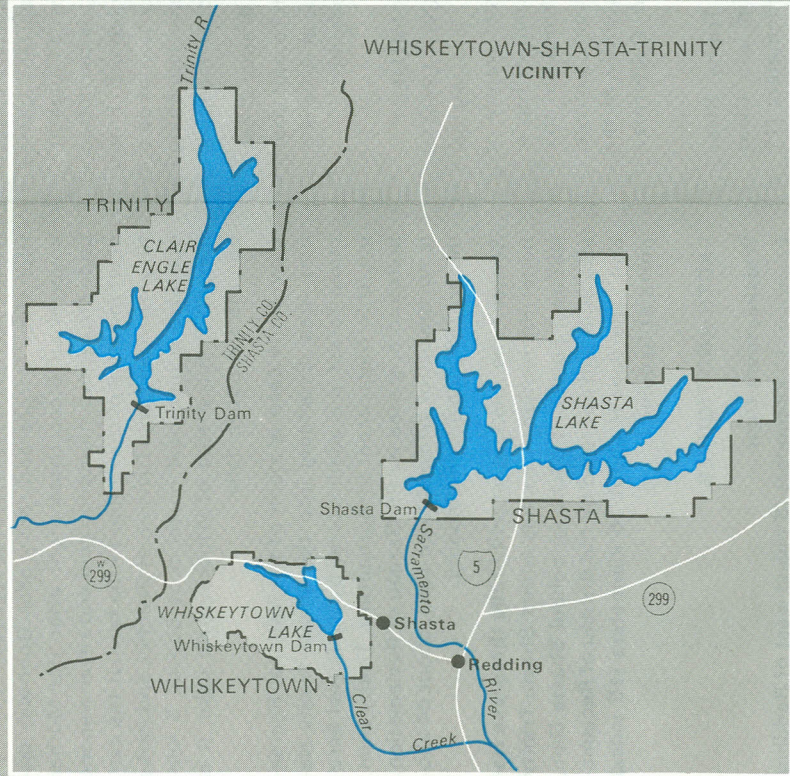 WHISKEYTOWN-SHASTA-TRINITY
VICINITY
Trinity R
TRINITY
CLAIR
ENGLE
LAKE
TRINITY CO.
SHASTA CO.
Trinity Dam
SHASTA
LAKE
Shasta Dam
SHASTA
Sacramento
5
W
299
299
WHISKEYTOWN
LAKE
Whiskeytown Dam
Shasta
Redding
WHISKEYTOWN
Clear
Creek
River